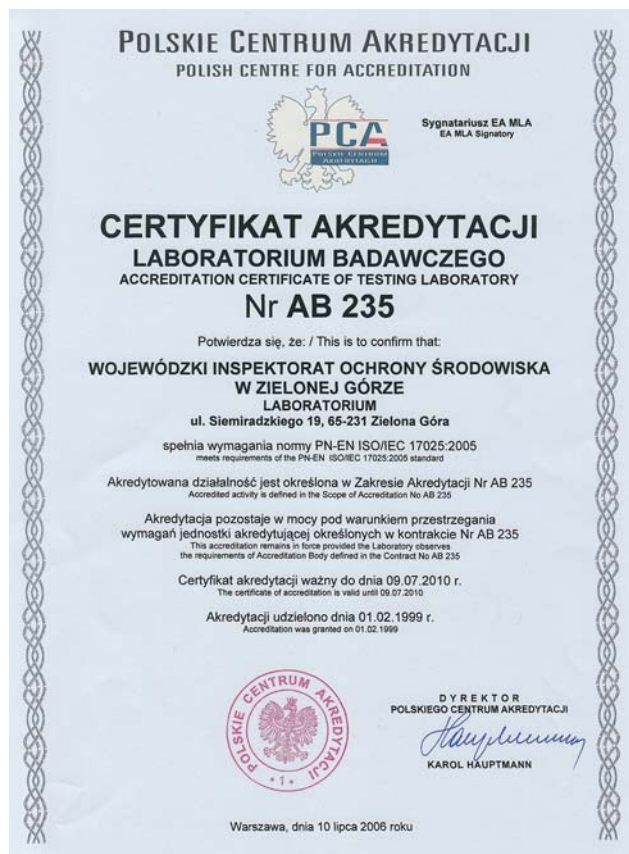 POLSKIE CENTRUM AKREDYTACJI
POLISH CENTRE FOR ACCREDITATION
PCA
POLSKIE CENTRUM
AKREDYTACJI
Sygnatariusz EA MLA
EA MLA Signatory
CERTYFIKAT AKREDYTACJI
LABORATORIUM BADAWCZEGO
ACCREDITATION CERTIFICATE OF TESTING LABORATORY
Nr AB 235
Potwierdza się, że: / This is to confirm that:
WOJEWÓDZKI INSPEKTORAT OCHRONY ŚRODOWISKA
W ZIELONEJ GÓRZE
LABORATORIUM
ul. Siemiradzkiego 19, 65-231 Zielona Góra
spełnia wymagania normy PN-EN ISO/IEC 17025:2005
meets requirements of the PN-EN ISO/IEC 17025:2005 standard
Akredytowana działalność jest określona w Zakresie Akredytacji Nr AB 235
Accredited activity is defined in the Scope of Accreditation No AB 235
Akredytacja pozostaje w mocy pod warunkiem przestrzegania
wymagań jednostki akredytującej określonych w kontrakcie Nr AB 235
This accreditation remains in force provided the Laboratory observes
the requirements of Accreditation Body defined in the Contract No AB 235
Certyfikat akredytacji ważny do dnia 09.07.2010 r.
The certificate of accreditation is valid until 09.07.2010
Akredytacji udzielono dnia 01.02.1999 r.
Accreditation was granted on 01.02.1999
POLSKIE CENTRUM AKREDYTACJI
• 1 •
DYREKTOR
POLSKIEGO CENTRUM AKREDYTACJI
KAROL HAUPTMANN
Warszawa, dnia 10 lipca 2006 roku